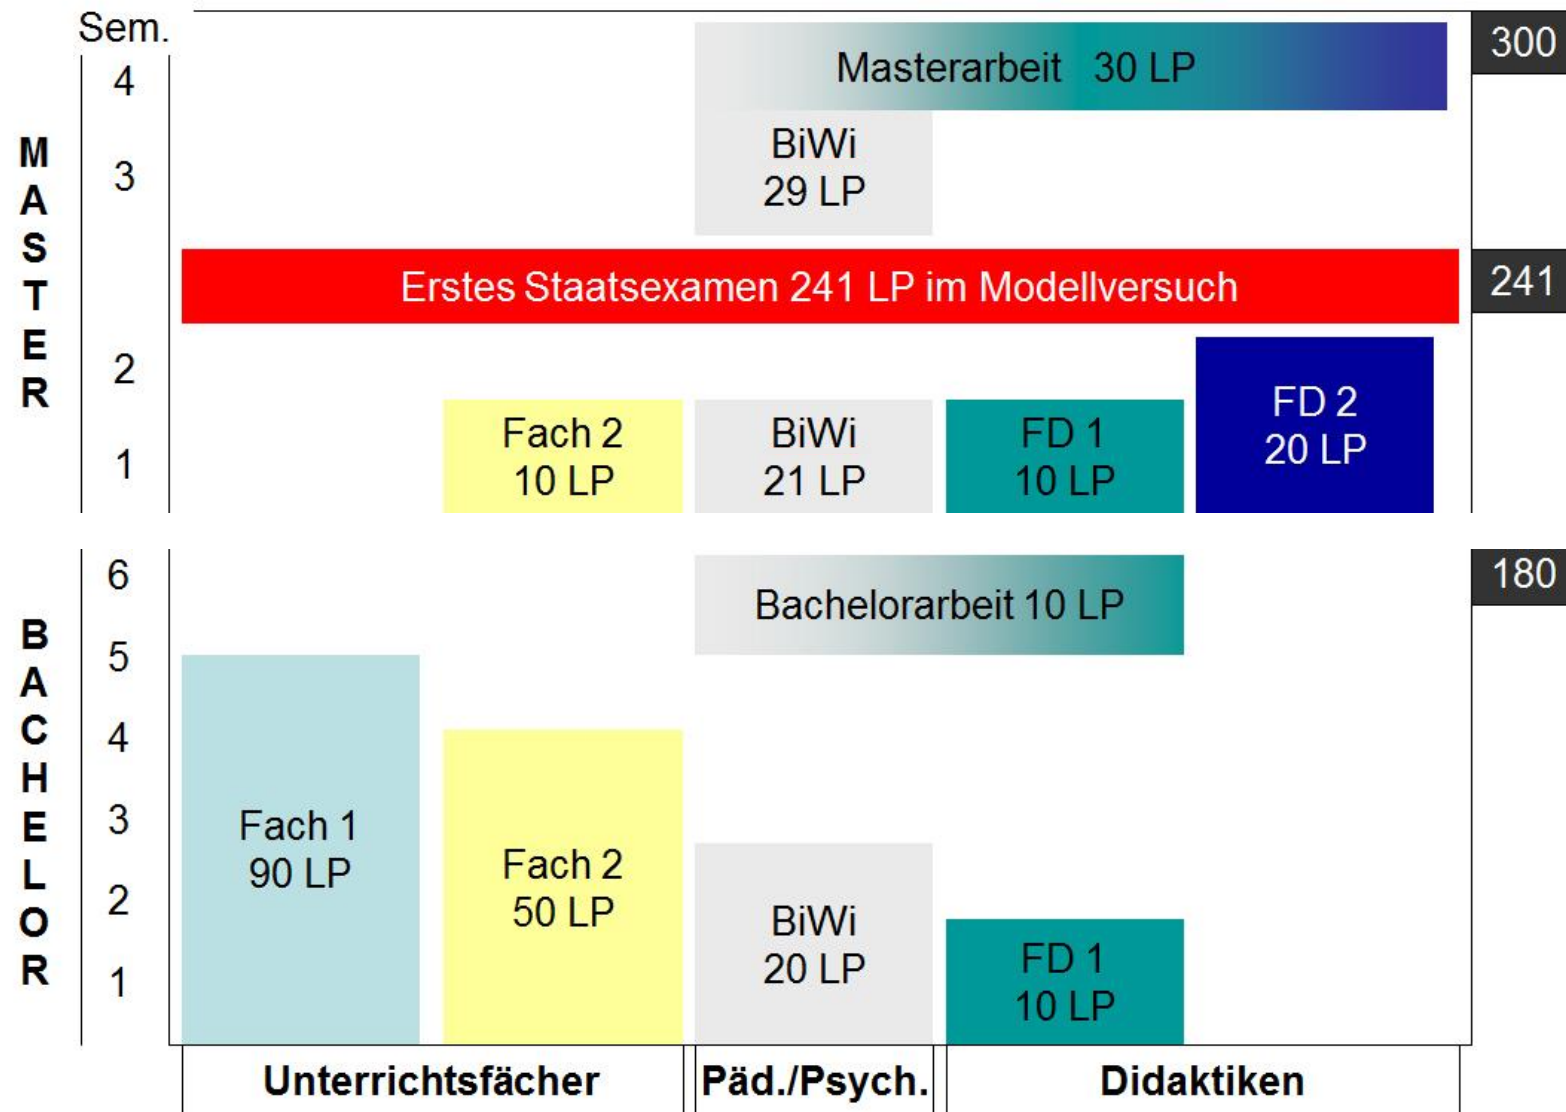 Sem.
300
4
Masterarbeit 30 LP
MASTER
3
BiWi
29 LP
Erstes Staatsexamen 241 LP im Modellversuch
241
2
1
Fach 2
10 LP
BiWi
21 LP
FD 1
10 LP
FD 2
20 LP
6
Bachelorarbeit 10 LP
180
BACHELOR
5
4
3
2
1
Fach 1
90 LP
Fach 2
50 LP
BiWi
20 LP
FD 1
10 LP
Unterrichtsfächer
Päd./Psych.
Didaktiken